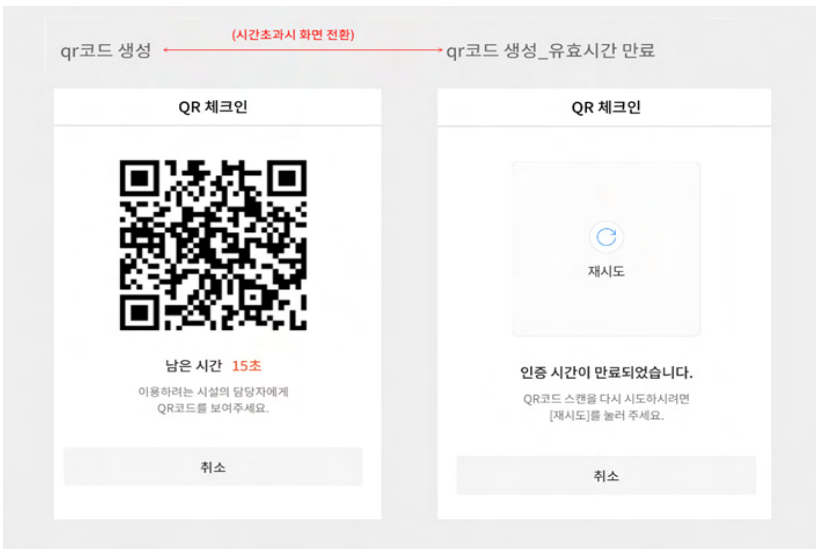 (시간초과시 화면 전환)
qr코드 생성
qr코드 생성_유효시간 만료
QR 체크인
남은 시간 15초
이용하려는 시설의 담당자에게
QR코드를 보여주세요.
취소
QR 체크인
재시도
인증 시간이 만료되었습니다.
QR코드 스캔을 다시 시도하시려면
[재시도]를 눌러 주세요.
취소